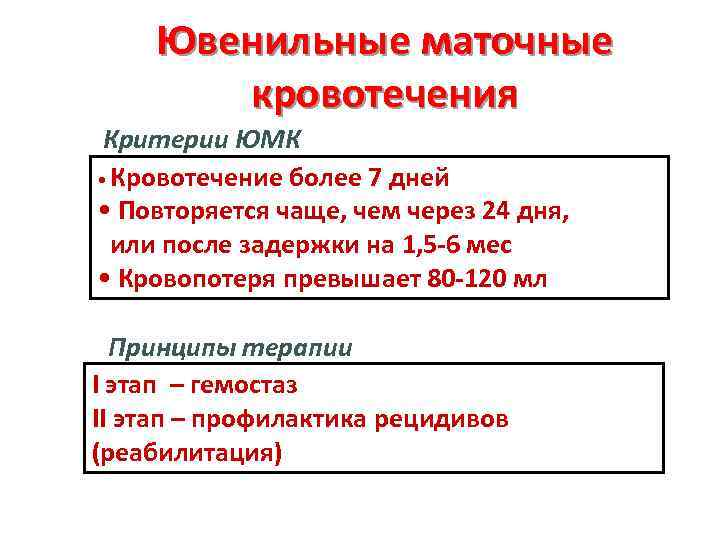 Ювенильные маточные
кровотечения
Критерии ЮМК
• Кровотечение более 7 дней
• Повторяется чаще, чем через 24 дня,
или после задержки на 1, 5-6 мес
• Кровопотеря превышает 80-120 мл
Принципы терапии
I этап – гемостаз
II этап – профилактика рецидивов
(реабилитация)